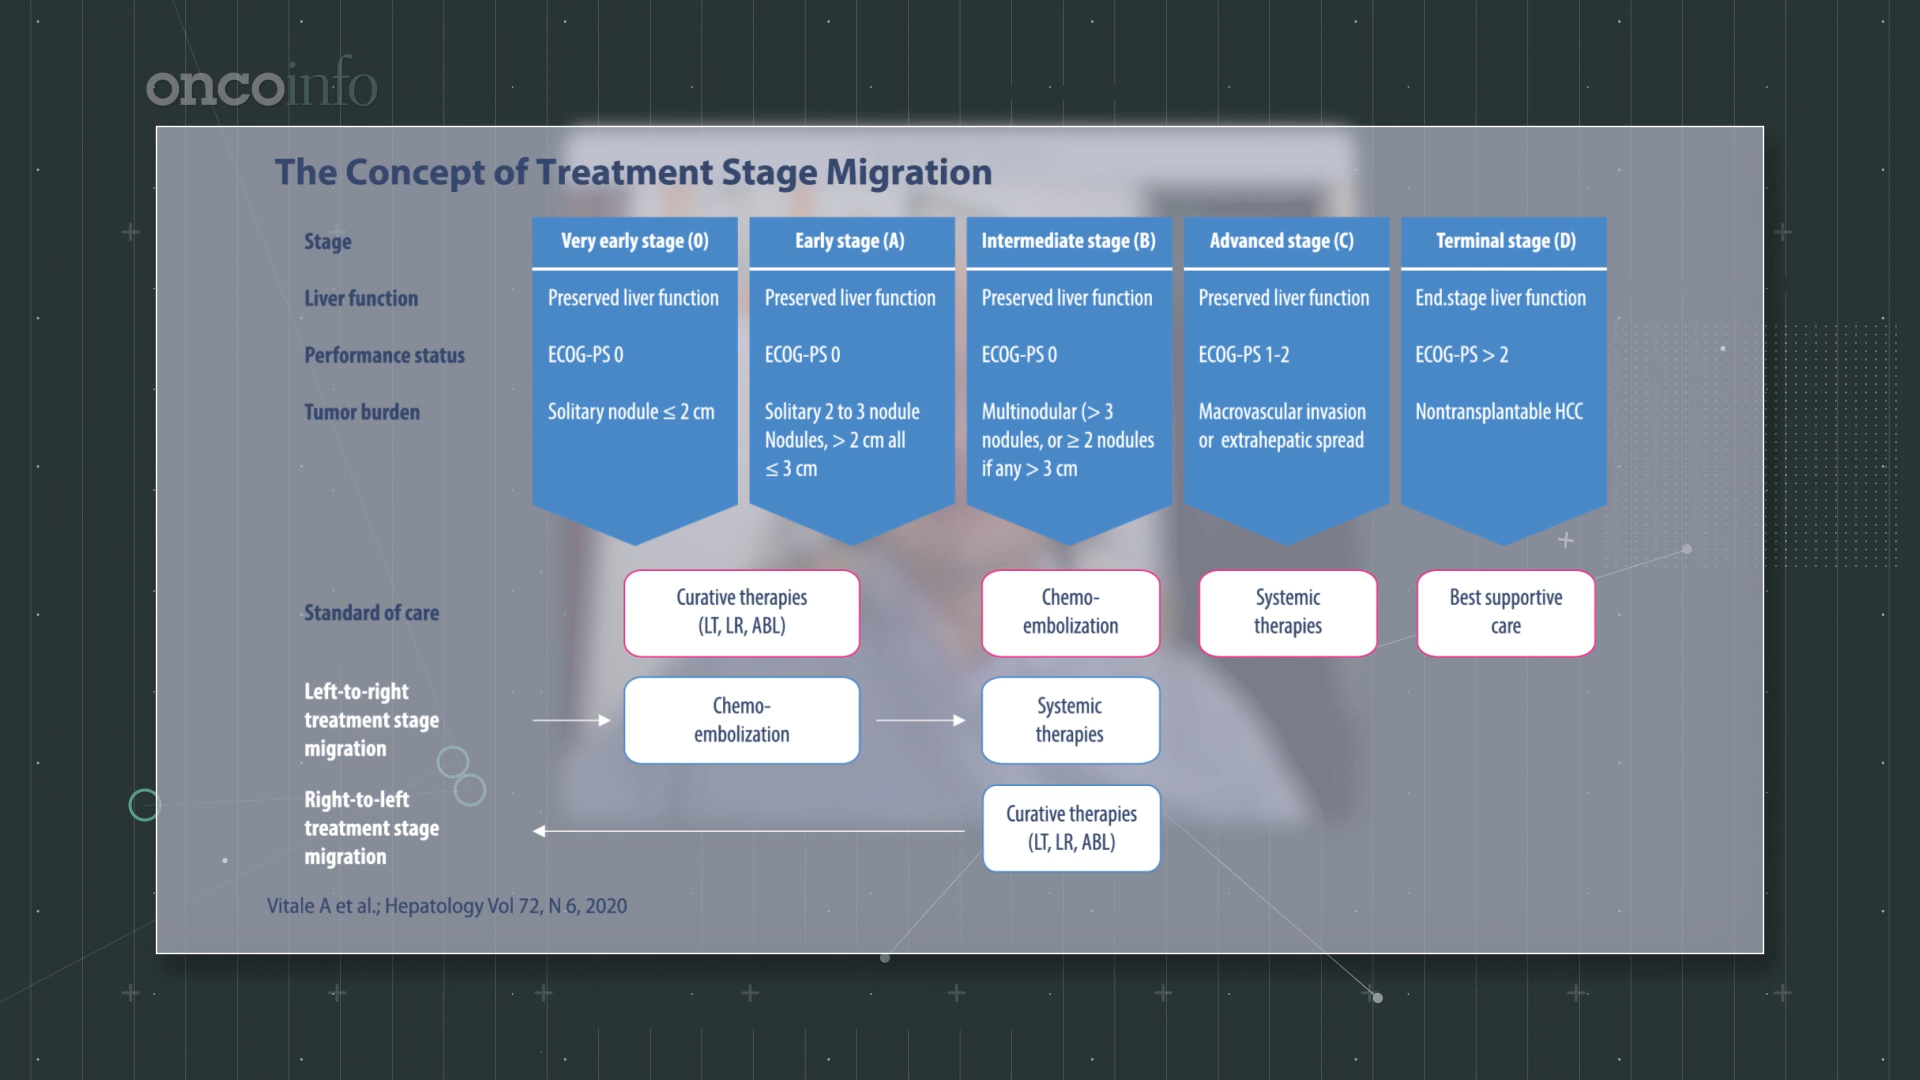 oncoinfo
The Concept of Treatment Stage Migration
Stage
Very early stage (0)
Early stage (A)
Intermediate stage (B)
Advanced stage (C)
Terminal stage (D)
Liver function
Preserved liver function
Preserved liver function
Preserved liver function
Preserved liver function
End.stage liver function
Performance status
ECOG-PS 0
ECOG-PS 0
ECOG-PS 0
ECOG-PS 1-2
ECOG-PS > 2
Tumor burden
Solitary nodule ≤ 2 cm
Solitary 2 to 3 nodule
Nodules, > 2 cm all
≤ 3 cm
Multinodular (> 3
nodules, or ≥ 2 nodules
if any > 3 cm
Macrovascular invasion
or extrahepatic spread
Nontransplantable HCC
Standard of care
Curative therapies
(LT, LR, ABL)
Chemo-
embolization
Systemic
therapies
Best supportive
care
Left-to-right
treatment stage
migration
Chemo-
embolization
Systemic
therapies
Right-to-left
treatment stage
migration
Curative therapies
(LT, LR, ABL)
Vitale A et al.; Hepatology Vol 72, N 6, 2020